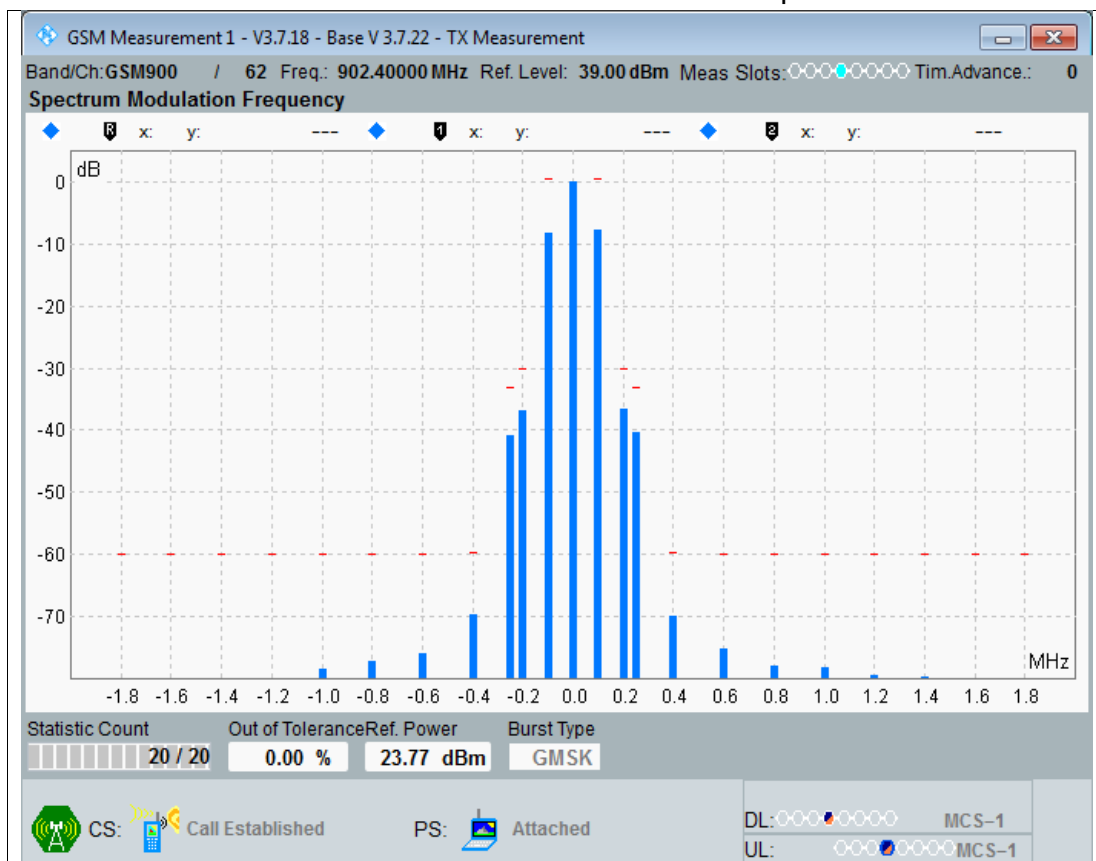 GSM Measurement 1 - V3.7.18 - Base V 3.7.22 - TX Measurement
Band/Ch: GSM900 / 62 Freq.: 902.40000 MHz Ref. Level: 39.00 dBm Meas Slots: Tim.Advance.: 0
Spectrum Modulation Frequency
R x: y: --- 1 x: y: --- 2 x: y: ---
dB
0
-10
-20
-30
-40
-50
-60
-70
MHz
-1.8 -1.6 -1.4 -1.2 -1.0 -0.8 -0.6 -0.4 -0.2 0.0 0.2 0.4 0.6 0.8 1.0 1.2 1.4 1.6 1.8
Statistic Count Out of Tolerance Ref. Power Burst Type
20 / 20 0.00 % 23.77 dBm GMSK
CS: Call Established PS: Attached DL: MCS-1
UL: MCS-1